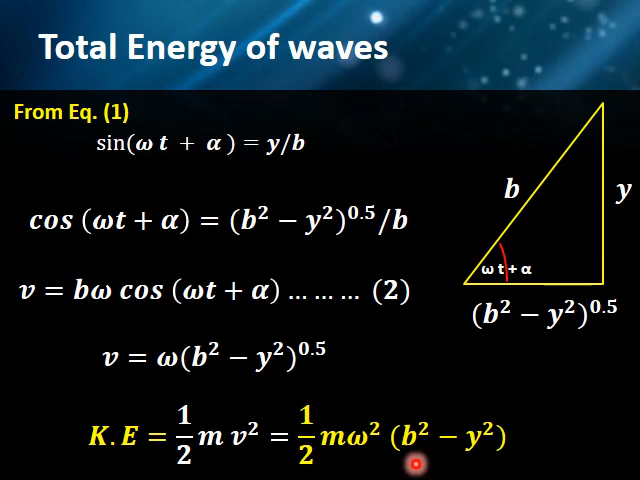 Total Energy of waves
From Eq. (1)
sin(ω t + α ) = y/b
b
y
cos (ωt + α) = (b² − y²)^0.5/b
ω t + α
v = bω cos (ωt + α) … … … (2)
(b² − y²)^0.5
v = ω(b² − y²)^0.5
K.E = 1/2 m v² = 1/2 mω² (b² − y²)